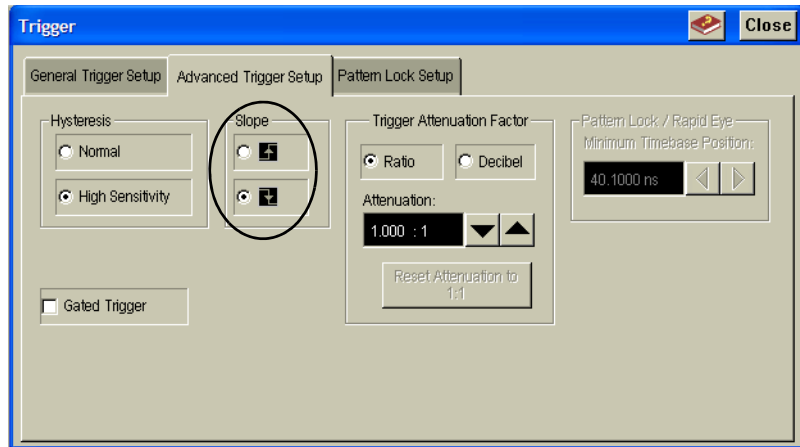 Trigger
Close
General Trigger Setup
Advanced Trigger Setup
Pattern Lock Setup
Hysteresis
Normal
High Sensitivity
Slope
Trigger Attenuation Factor
Ratio
Decibel
Attenuation:
1.000 : 1
Reset Attenuation to
1:1
Pattern Lock / Rapid Eye
Minimum Timebase Position:
40.1000 ns
Gated Trigger